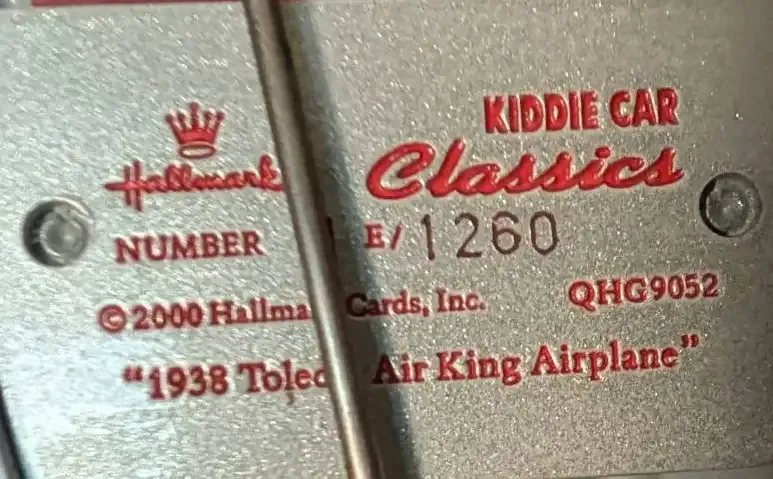 KIDDIE CAR
Hallmark Classics
NUMBER E/ 1260
© 2000 Hallma Cards, Inc. QHG9052
“1938 Toled Air King Airplane”